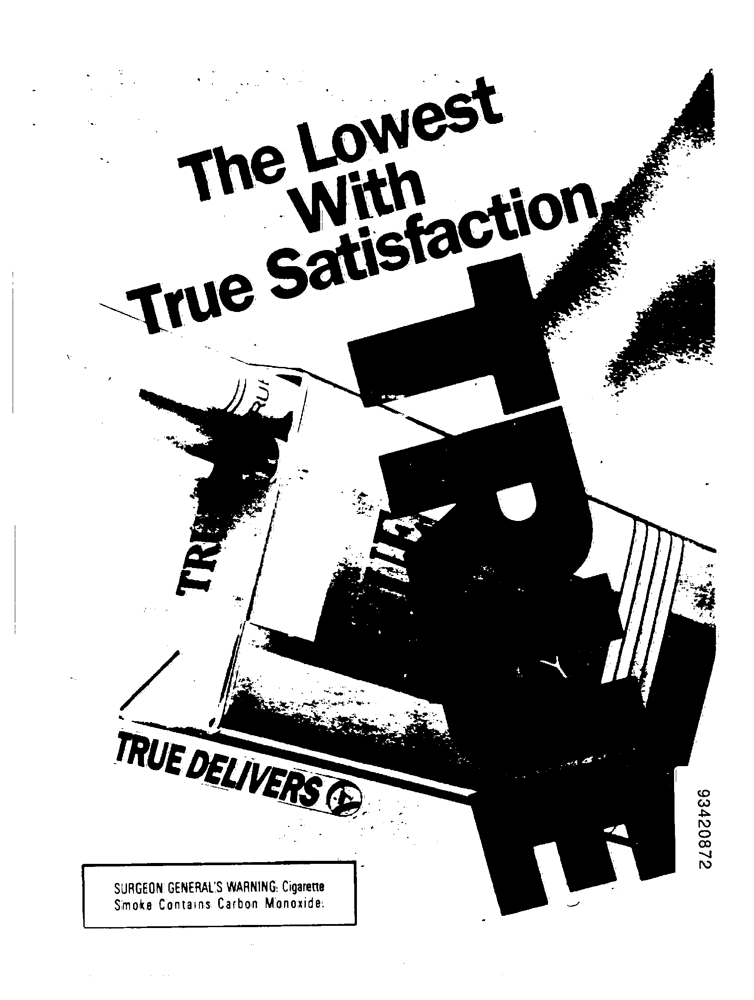 The Lowest
With
True Satisfaction.
TRUE
TRUE DELIVERS
93420872
SURGEON GENERAL'S WARNING: Cigarette
Smoke Contains Carbon Monoxide.